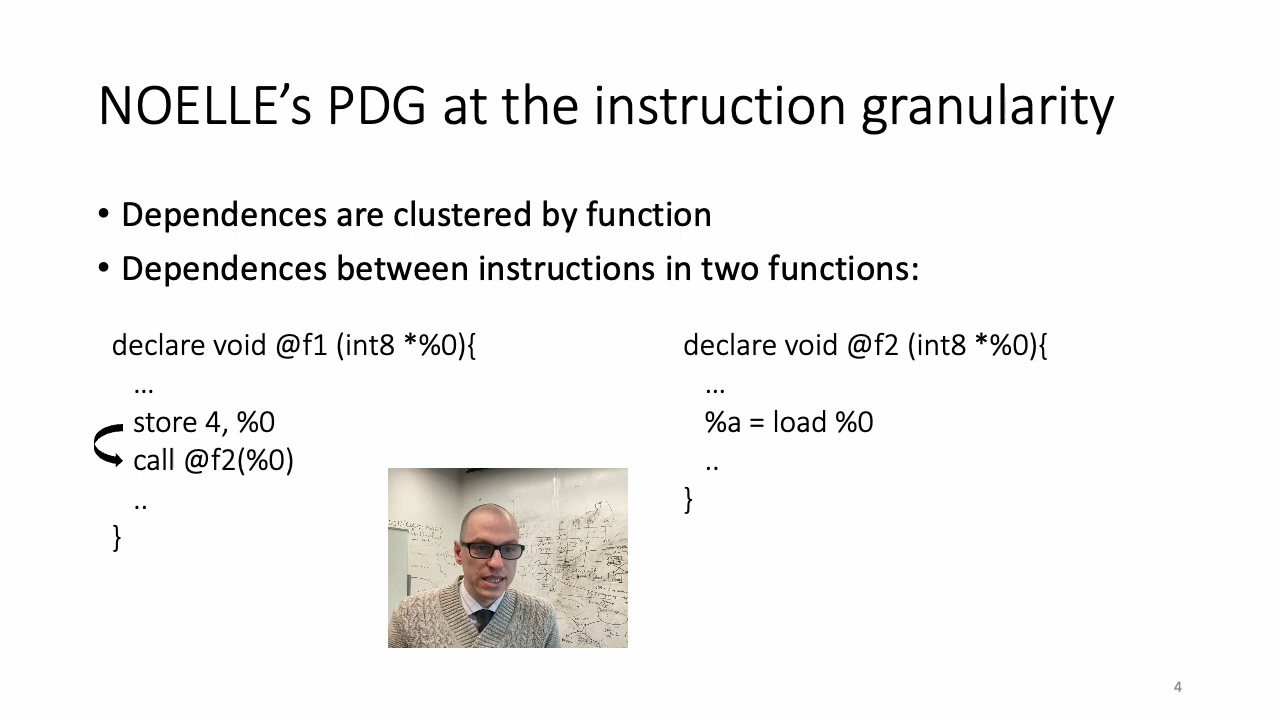 NOELLE’s PDG at the instruction granularity
• Dependences are clustered by function
• Dependences between instructions in two functions:
declare void @f1 (int8 *%0){
...
store 4, %0
call @f2(%0)
..
}
declare void @f2 (int8 *%0){
...
%a = load %0
..
}
4